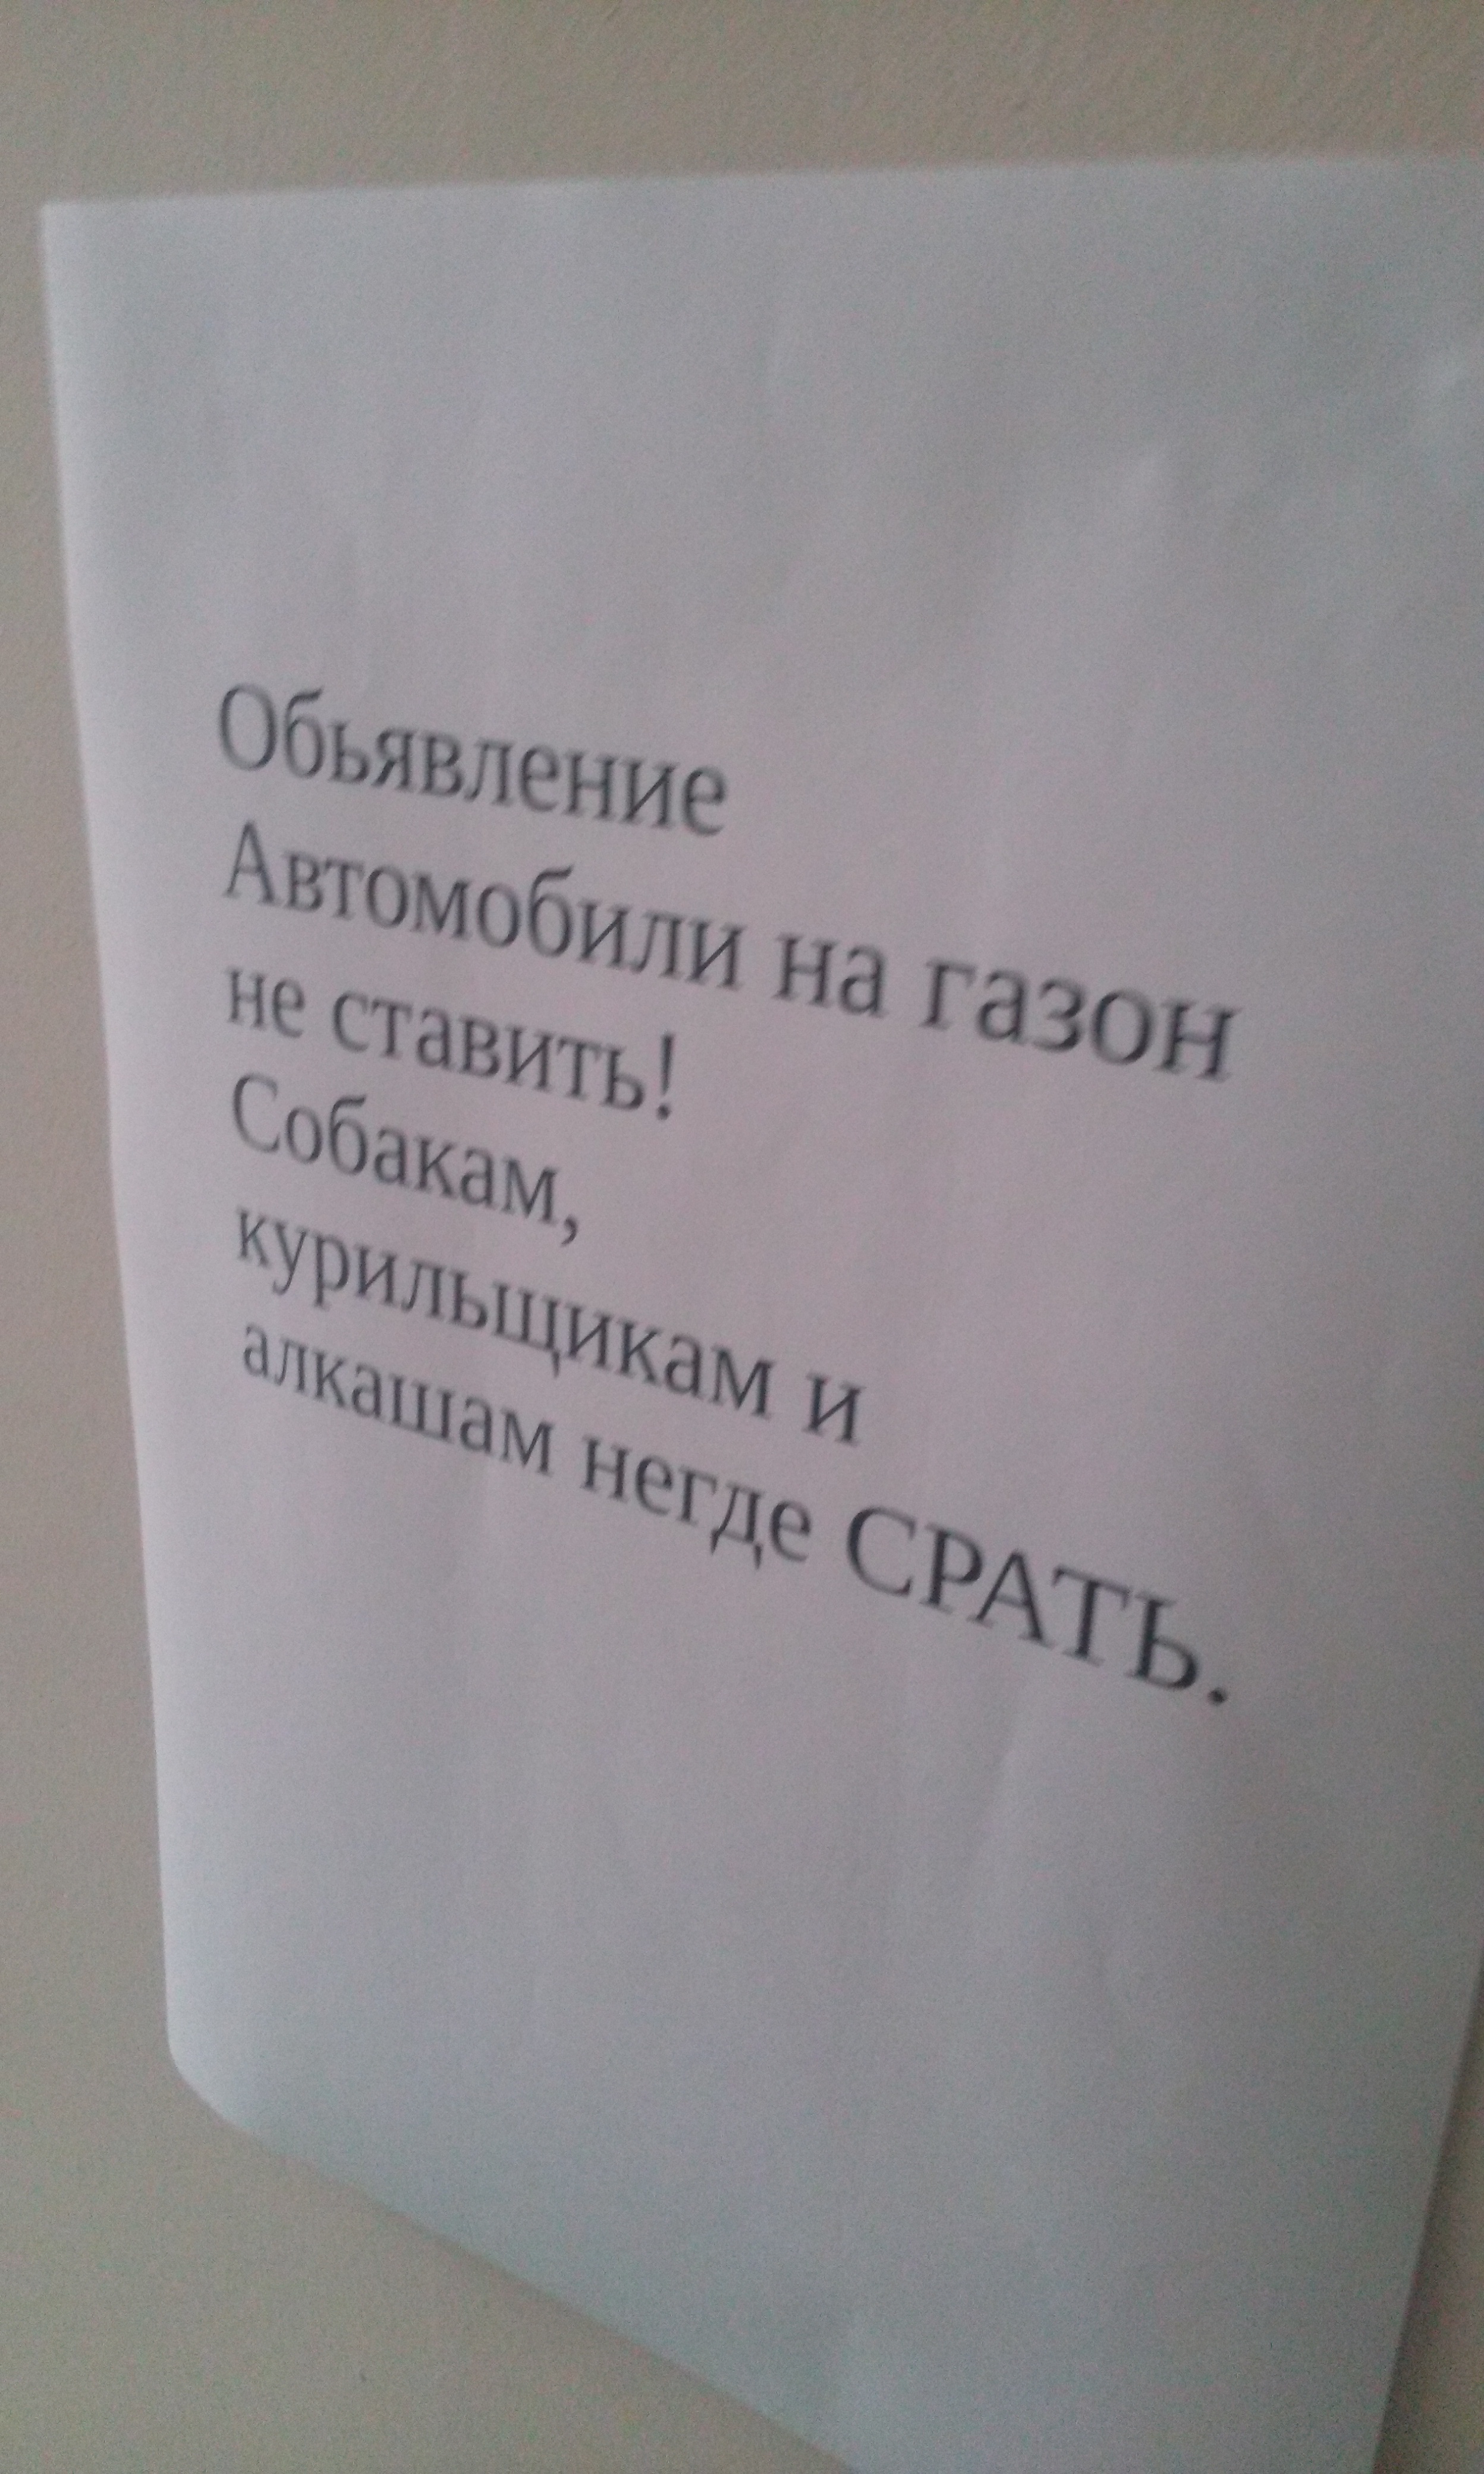 Обьявление
Автомобили на газон
не ставить!
Собакам,
курильщикам и
алкашам негде СРАТЬ.